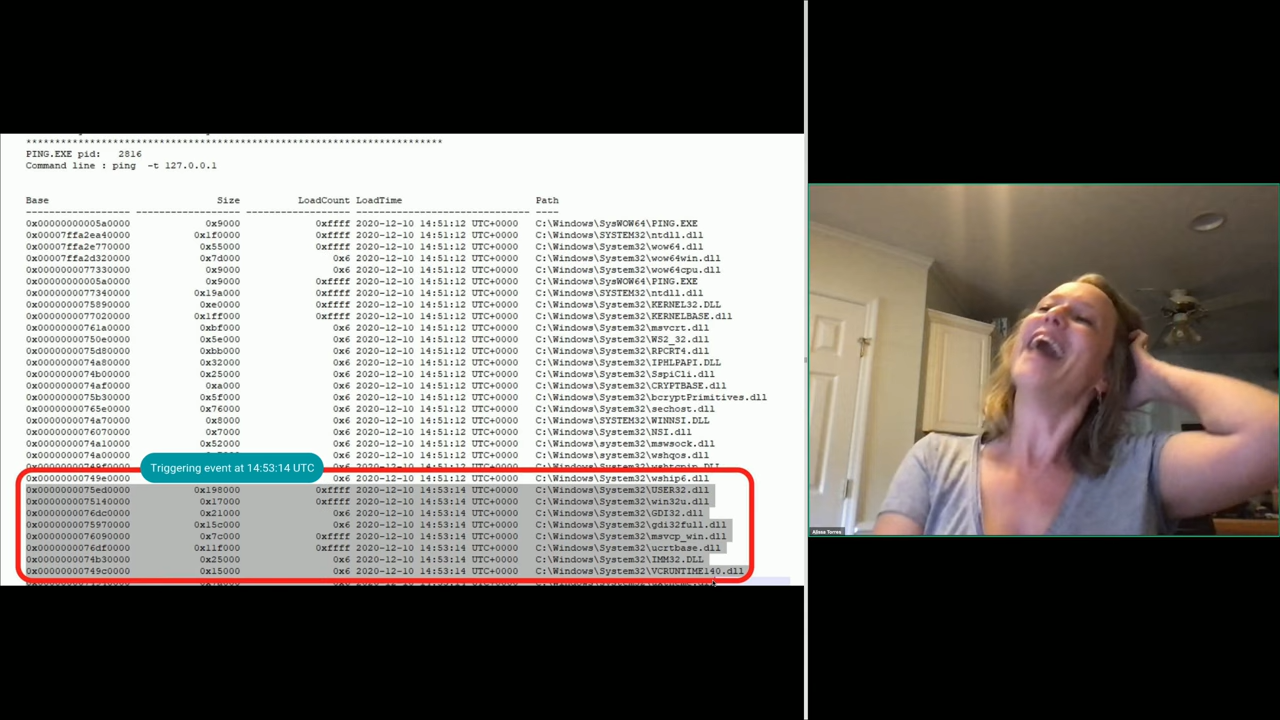 ******************************************************************************
PING.EXE pid:   2816
Command line : ping  -t 127.0.0.1
Base Size LoadCount LoadTime Path
------------------ ------------------ ------------------ ------------------------------ ----
0x00000000005a0000 0x9000 0xffff 2020-12-10 14:51:12 UTC+0000 C:\Windows\SysWOW64\PING.EXE
0x00007ffa2ea40000 0x1f0000 0xffff 2020-12-10 14:51:12 UTC+0000 C:\Windows\SYSTEM32\ntdll.dll
0x00007ffa2e770000 0x55000 0xffff 2020-12-10 14:51:12 UTC+0000 C:\Windows\System32\wow64.dll
0x00007ffa2d320000 0x7d000 0x6 2020-12-10 14:51:12 UTC+0000 C:\Windows\System32\wow64win.dll
0x0000000077330000 0x9000 0x6 2020-12-10 14:51:12 UTC+0000 C:\Windows\System32\wow64cpu.dll
0x00000000005a0000 0x9000 0xffff 2020-12-10 14:51:12 UTC+0000 C:\Windows\SysWOW64\PING.EXE
0x0000000077340000 0x19a000 0xffff 2020-12-10 14:51:12 UTC+0000 C:\Windows\SYSTEM32\ntdll.dll
0x0000000075890000 0xe0000 0xffff 2020-12-10 14:51:12 UTC+0000 C:\Windows\System32\KERNEL32.DLL
0x0000000077020000 0x1ff000 0xffff 2020-12-10 14:51:12 UTC+0000 C:\Windows\System32\KERNELBASE.dll
0x00000000761a0000 0xbf000 0x6 2020-12-10 14:51:12 UTC+0000 C:\Windows\System32\msvcrt.dll
0x00000000750e0000 0x5e000 0x6 2020-12-10 14:51:12 UTC+0000 C:\Windows\System32\WS2_32.dll
0x0000000075d80000 0xbb000 0x6 2020-12-10 14:51:12 UTC+0000 C:\Windows\System32\RPCRT4.dll
0x0000000074a80000 0x32000 0x6 2020-12-10 14:51:12 UTC+0000 C:\Windows\System32\IPHLPAPI.DLL
0x0000000074b00000 0x25000 0x6 2020-12-10 14:51:12 UTC+0000 C:\Windows\System32\SspiCli.dll
0x0000000074af0000 0xa000 0x6 2020-12-10 14:51:12 UTC+0000 C:\Windows\System32\CRYPTBASE.dll
0x0000000075b30000 0x5f000 0x6 2020-12-10 14:51:12 UTC+0000 C:\Windows\System32\bcryptPrimitives.dll
0x00000000765e0000 0x76000 0x6 2020-12-10 14:51:12 UTC+0000 C:\Windows\System32\sechost.dll
0x0000000074a70000 0x8000 0x6 2020-12-10 14:51:12 UTC+0000 C:\Windows\System32\WINNSI.DLL
0x0000000076070000 0x7000 0x6 2020-12-10 14:51:12 UTC+0000 C:\Windows\System32\NSI.dll
0x0000000074a10000 0x52000 0x6 2020-12-10 14:51:12 UTC+0000 C:\Windows\System32\mswsock.dll
0x0000000074a00000 0x6 2020-12-10 14:51:12 UTC+0000 C:\Windows\System32\wshqos.dll
Triggering event at 14:53:14 UTC
0x00000000749e0000 0x6 2020-12-10 14:51:12 UTC+0000 C:\Windows\System32\wship6.dll
0x0000000075ed0000 0x198000 0xffff 2020-12-10 14:53:14 UTC+0000 C:\Windows\System32\USER32.dll
0x0000000075140000 0x17000 0xffff 2020-12-10 14:53:14 UTC+0000 C:\Windows\System32\win32u.dll
0x0000000076dc0000 0x21000 0x6 2020-12-10 14:53:14 UTC+0000 C:\Windows\System32\GDI32.dll
0x0000000075970000 0x15c000 0x6 2020-12-10 14:53:14 UTC+0000 C:\Windows\System32\gdi32full.dll
0x0000000076090000 0x7c000 0xffff 2020-12-10 14:53:14 UTC+0000 C:\Windows\System32\msvcp_win.dll
0x0000000076df0000 0x11f000 0xffff 2020-12-10 14:53:14 UTC+0000 C:\Windows\System32\ucrtbase.dll
0x0000000074b30000 0x25000 0x6 2020-12-10 14:53:14 UTC+0000 C:\Windows\System32\IMM32.DLL
0x00000000749c0000 0x15000 0x6 2020-12-10 14:53:14 UTC+0000 C:\Windows\System32\VCRUNTIME140.dll
Alissa Torres